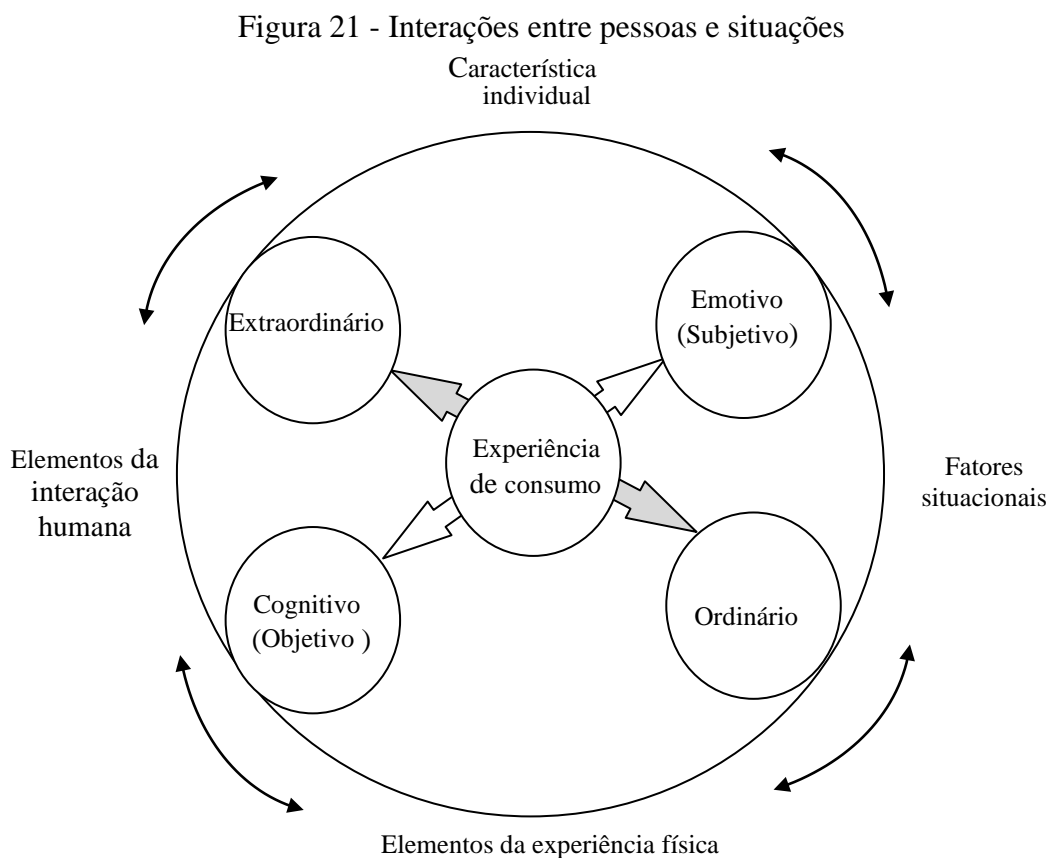 Figura 21 - Interações entre pessoas e situações
Característica
individual
Extraordinário
Emotivo
(Subjetivo)
Elementos da
interação
humana
Experiência
de consumo
Fatores
situacionais
Cognitivo
(Objetivo )
Ordinário
Elementos da experiência física